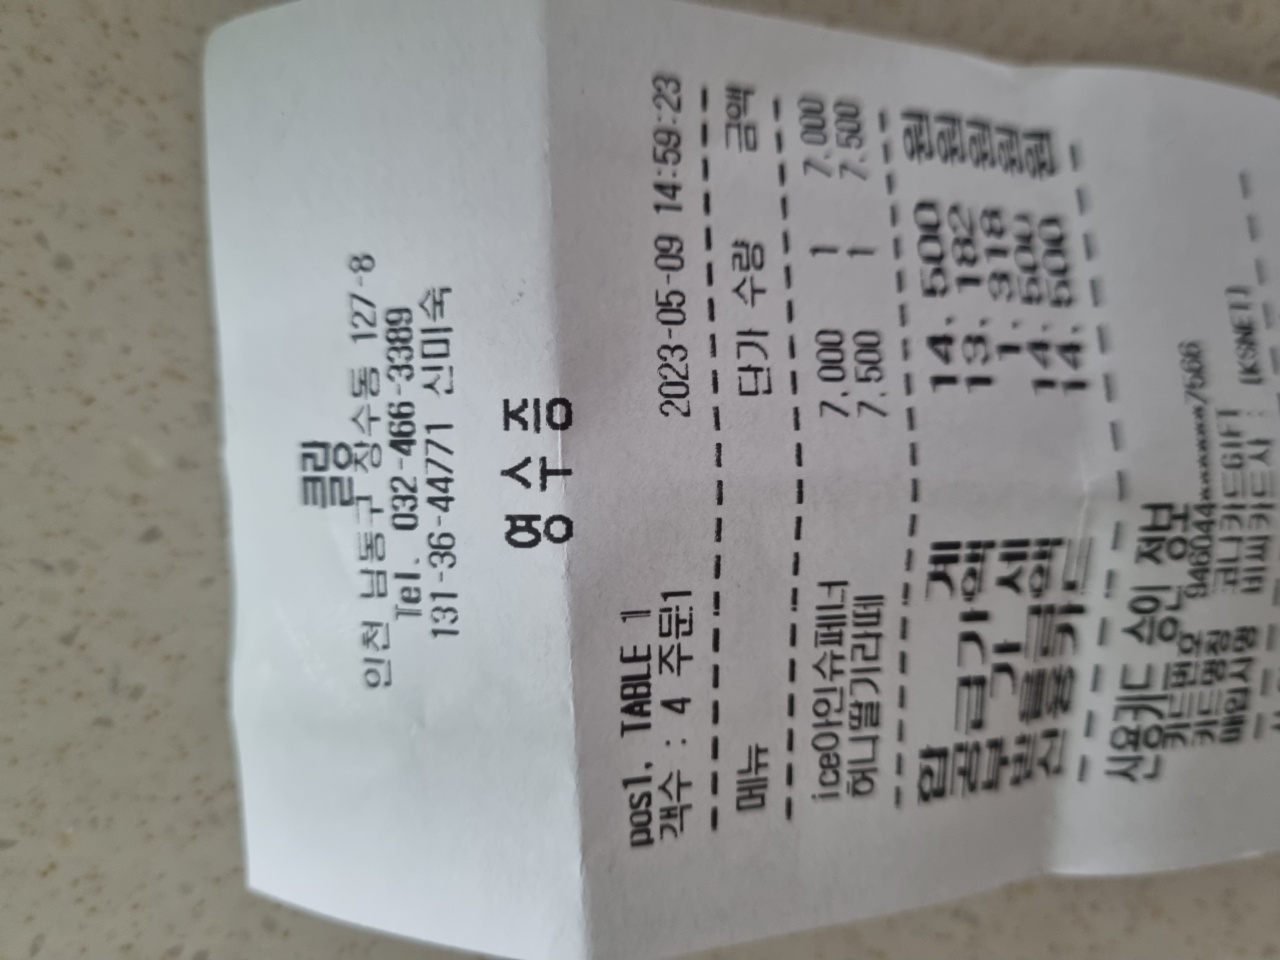 클링
인천 남동구 장수동 127-8
Tel. 032-466-3389
131-36-44771 신미숙
영수증
pos1, TABLE 1 2023-05-09 14:59:23
객수 : 4 주문1
메뉴 단가 수량 금액
ice아인슈페너 7,000 1 7,000
허니딸기라떼 7,500 1 7,500
합 계 14,500 원
공급가액 13,182 원
부가세 1,318 원
받을금액 14,500 원
신용카드 14,500 원
신용카드 승인 정보
카드번호 946044******7566
카드명칭 코나카드GIFT
매입사명 비씨카드사 : (KSNET)